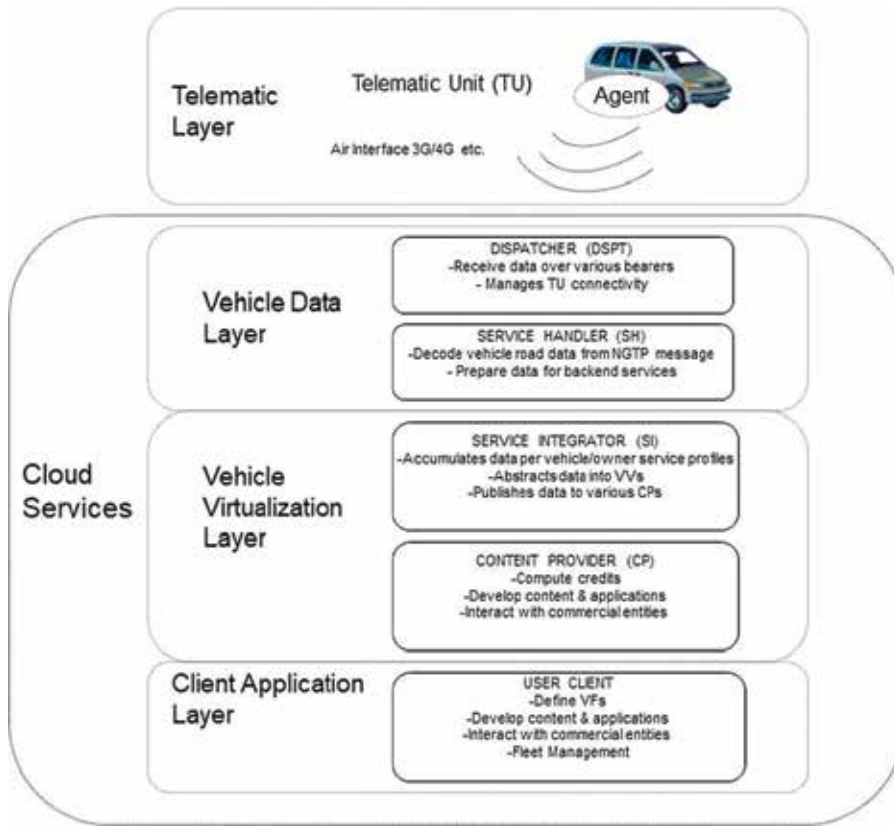 Telematic
Layer
Telematic Unit (TU)
Agent
Air Interface 3G/4G etc.
Cloud
Services
Vehicle Data
Layer
DISPATCHER (DSPT)
-Receive data over various bearers
- Manages TU connectivity
SERVICE HANDLER (SH)
-Decode vehicle road data from NGTP message
- Prepare data for backend services
Vehicle
Virtualization
Layer
SERVICE INTEGRATOR (SI)
-Accumulates data per vehicle/owner service profiles
-Abstracts data into VVs
-Publishes data to various CPs
CONTENT PROVIDER (CP)
-Compute credits
-Develop content & applications
-Interact with commercial entities
Client Application
Layer
USER CLIENT
-Define VFs
-Develop content & applications
-Interact with commercial entities
-Fleet Management